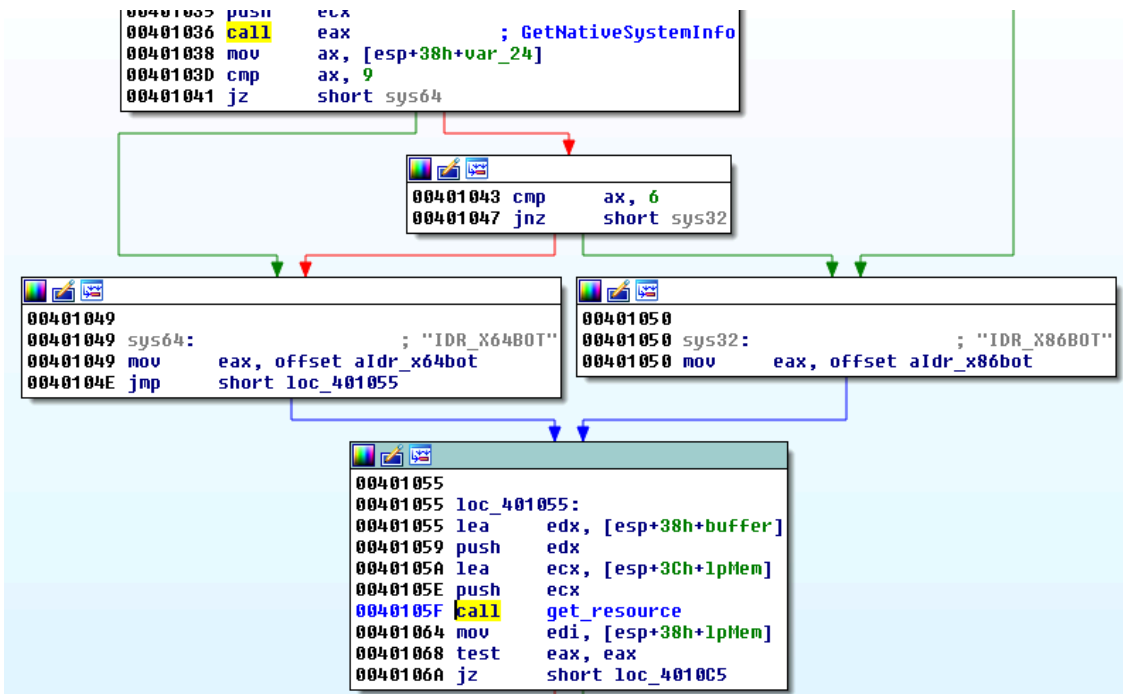 00401035 push ecx
00401036 call eax ; GetNativeSystemInfo
00401038 mov ax, [esp+38h+var_24]
0040103D cmp ax, 9
00401041 jz short sys64
00401043 cmp ax, 6
00401047 jnz short sys32
00401049
00401049 sys64: ; "IDR_X64BOT"
00401049 mov eax, offset aIdr_x64bot
0040104E jmp short loc_401055
00401050
00401050 sys32: ; "IDR_X86BOT"
00401050 mov eax, offset aIdr_x86bot
00401055
00401055 loc_401055:
00401055 lea edx, [esp+38h+buffer]
00401059 push edx
0040105A lea ecx, [esp+3Ch+lpMem]
0040105E push ecx
0040105F call get_resource
00401064 mov edi, [esp+38h+lpMem]
00401068 test eax, eax
0040106A jz short loc_4010C5